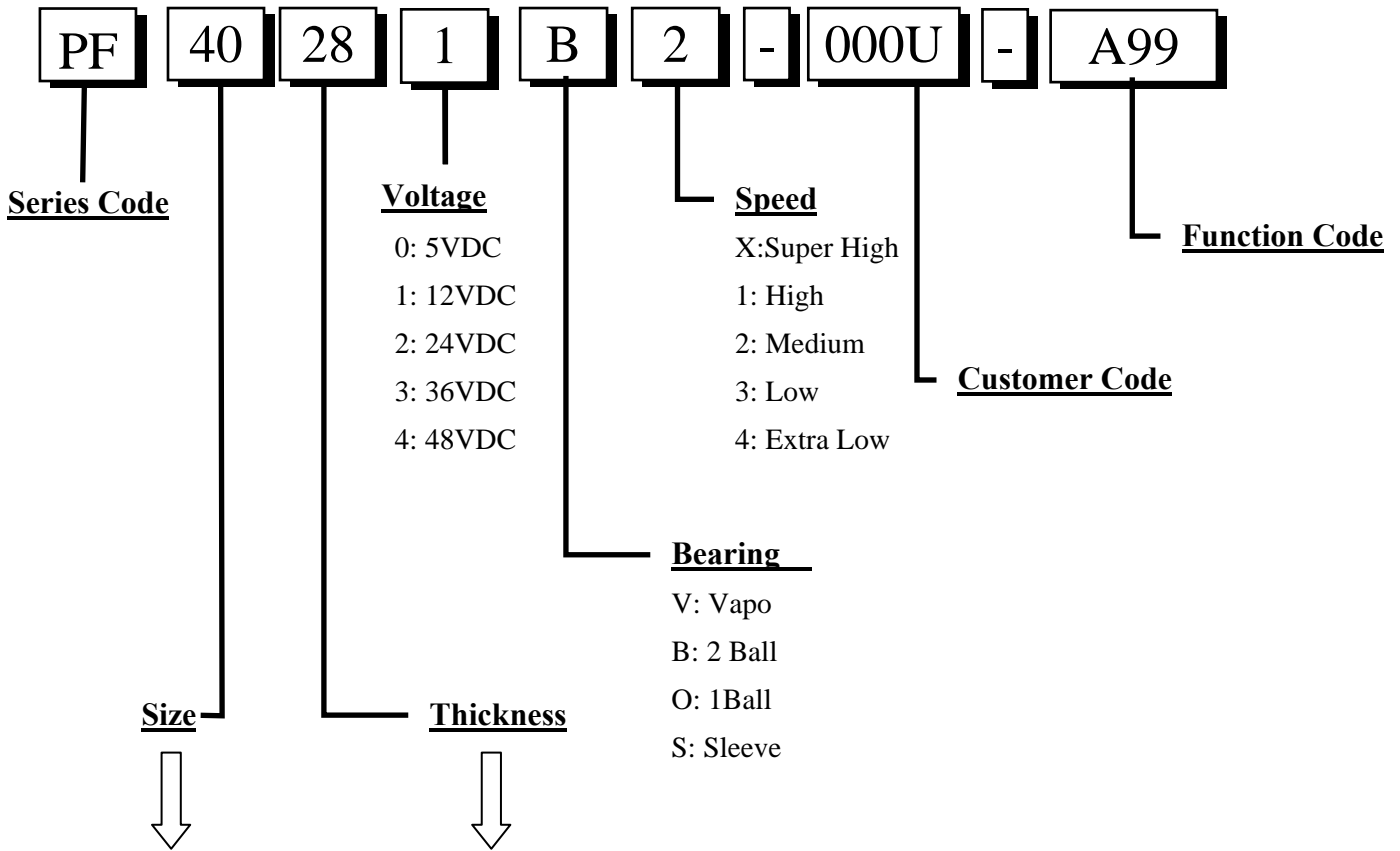 PF 40 28 1 B 2 - 000U - A99
Series Code
Voltage
0: 5VDC
1: 12VDC
2: 24VDC
3: 36VDC
4: 48VDC
Speed
X:Super High
1: High
2: Medium
3: Low
4: Extra Low
Function Code
Customer Code
Bearing
V: Vapo
B: 2 Ball
O: 1Ball
S: Sleeve
Size
Thickness